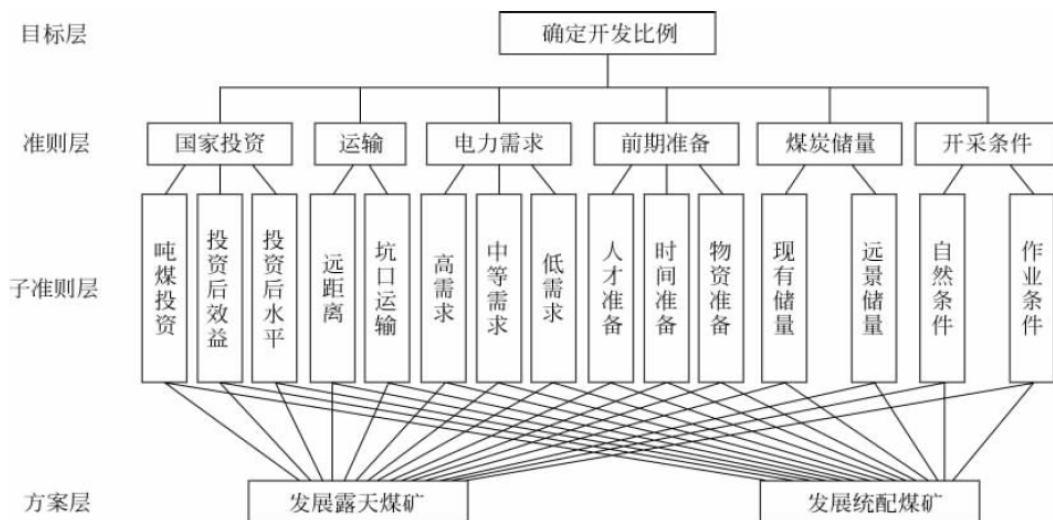 目标层
确定开发比例
准则层
国家投资
运输
电力需求
前期准备
煤炭储量
开采条件
子准则层
吨煤投资
投资后效益
投资后水平
远距离
坑口运输
高需求
中等需求
低需求
人才准备
时间准备
物资准备
现有储量
远景储量
自然条件
作业条件
方案层
发展露天煤矿
发展统配煤矿